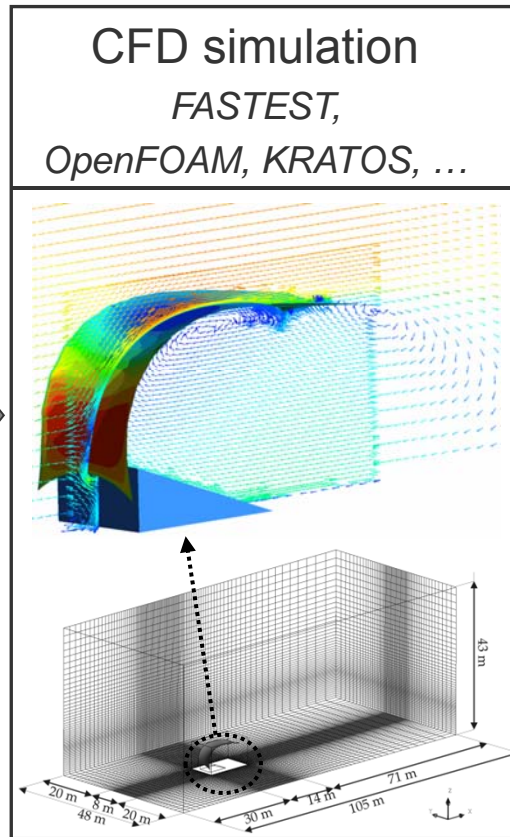 CFD simulation
FASTEST,
OpenFOAM, KRATOS, …
43 m
20 m
8 m
20 m
48 m
30 m
14 m
71 m
105 m
z